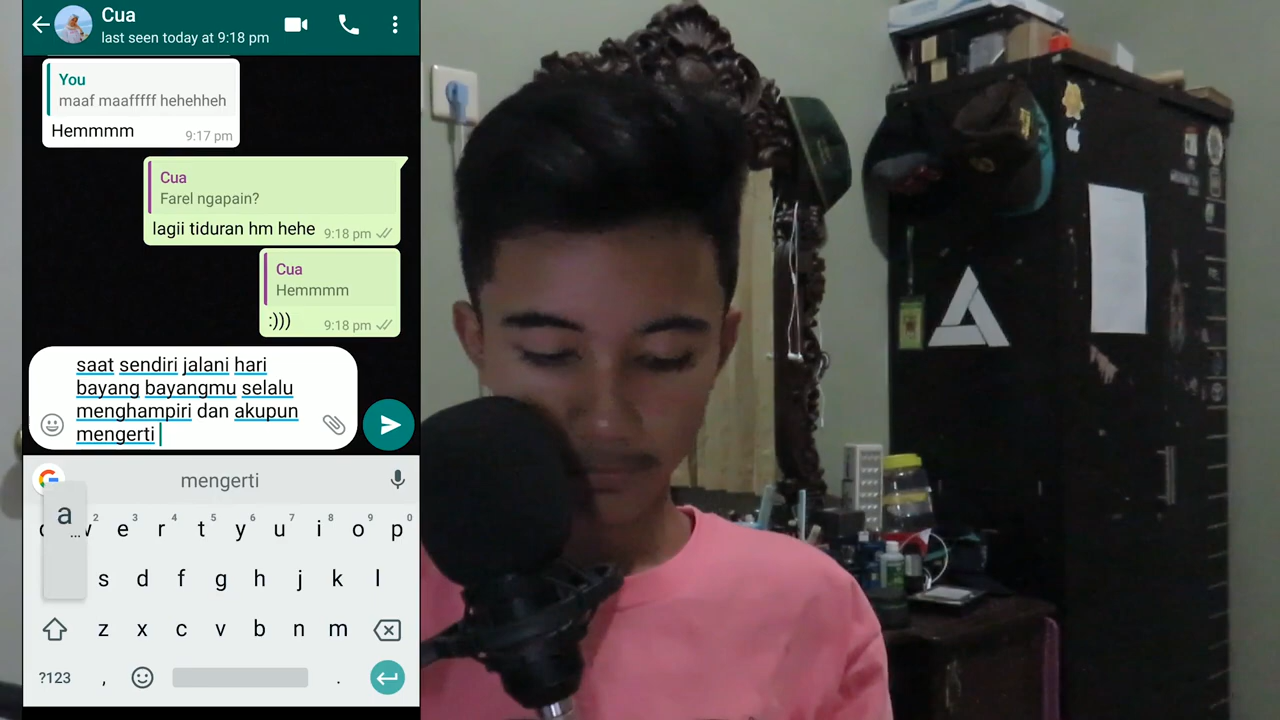 Cua
last seen today at 9:18 pm
You
maaf maafffff hehehheh
Hemmmm 9:17 pm
Cua
Farel ngapain?
lagii tiduran hm hehe 9:18 pm
Cua
Hemmmm
:))) 9:18 pm
saat sendiri jalani hari
bayang bayangmu selalu
menghampiri dan akupun
mengerti
mengerti
a
...
2 3 4 5 6 7 8 9 0
e r t y u i o p
s d f g h j k l
z x c v b n m
?123 , .